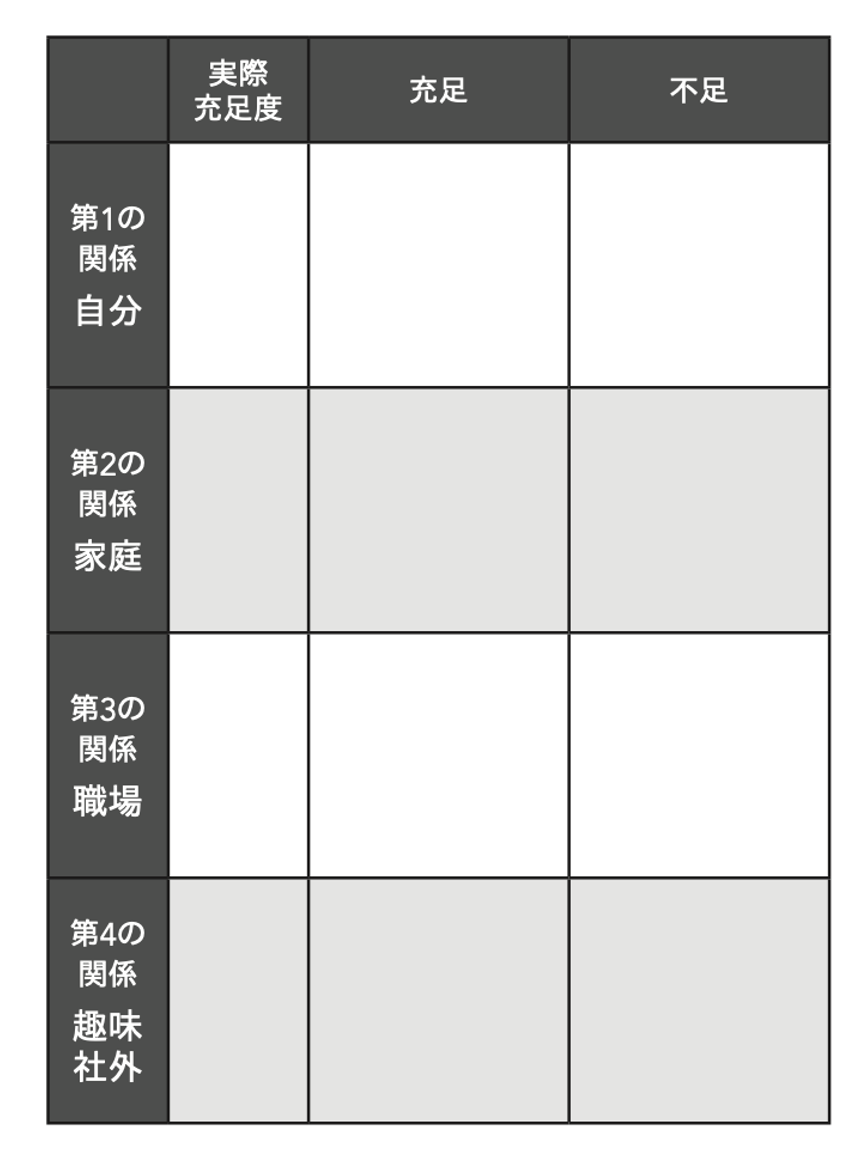 実際
充足度
充足
不足
第1の
関係
自分
第2の
関係
家庭
第3の
関係
職場
第4の
関係
趣味
社外